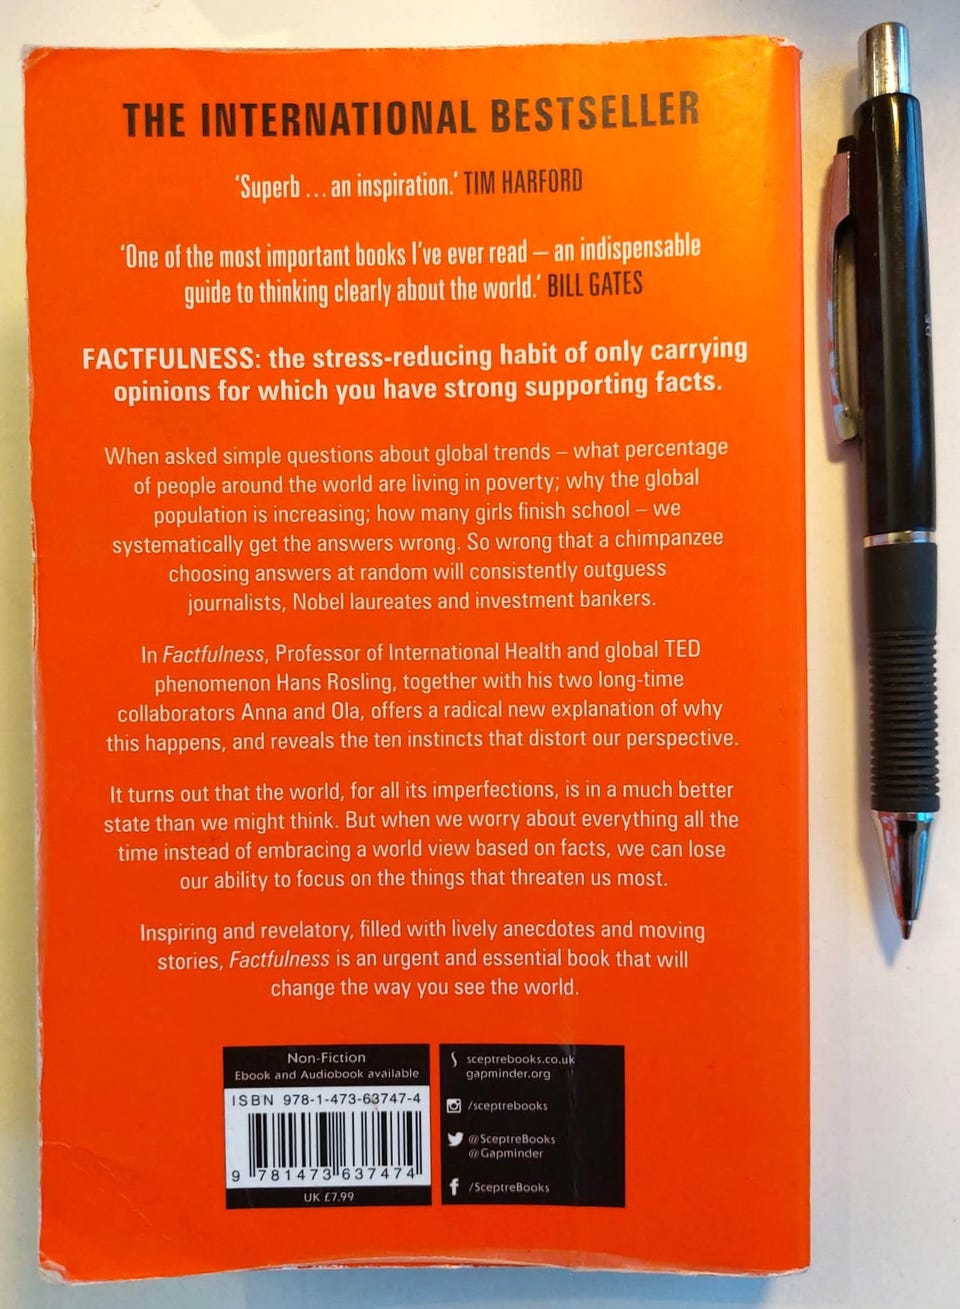 THE INTERNATIONAL BESTSELLER
‘Superb ... an inspiration.’ TIM HARFORD
‘One of the most important books I’ve ever read – an indispensable
guide to thinking clearly about the world.’ BILL GATES
FACTFULNESS: the stress-reducing habit of only carrying
opinions for which you have strong supporting facts.
When asked simple questions about global trends – what percentage
of people around the world are living in poverty; why the global
population is increasing; how many girls finish school – we
systematically get the answers wrong. So wrong that a chimpanzee
choosing answers at random will consistently outguess
journalists, Nobel laureates and investment bankers.
In Factfulness, Professor of International Health and global TED
phenomenon Hans Rosling, together with his two long-time
collaborators Anna and Ola, offers a radical new explanation of why
this happens, and reveals the ten instincts that distort our perspective.
It turns out that the world, for all its imperfections, is in a much better
state than we might think. But when we worry about everything all the
time instead of embracing a world view based on facts, we can lose
our ability to focus on the things that threaten us most.
Inspiring and revelatory, filled with lively anecdotes and moving
stories, Factfulness is an urgent and essential book that will
change the way you see the world.
Non-Fiction
Ebook and Audiobook available
ISBN 978-1-473-63747-4
9 781473 637474
UK £7.99
sceptrebooks.co.uk
gapminder.org
/sceptrebooks
@SceptreBooks
@Gapminder
/SceptreBooks